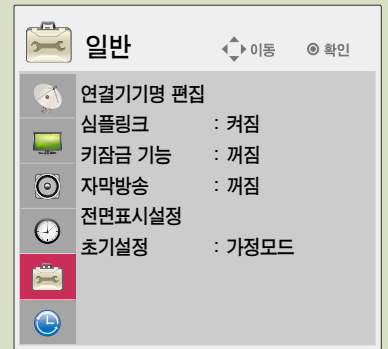 일반 이동 ◉ 확인
연결기기명 편집
심플링크 : 켜짐
키잠금 기능 : 꺼짐
자막방송 : 꺼짐
전면표시설정
초기설정 : 가정모드